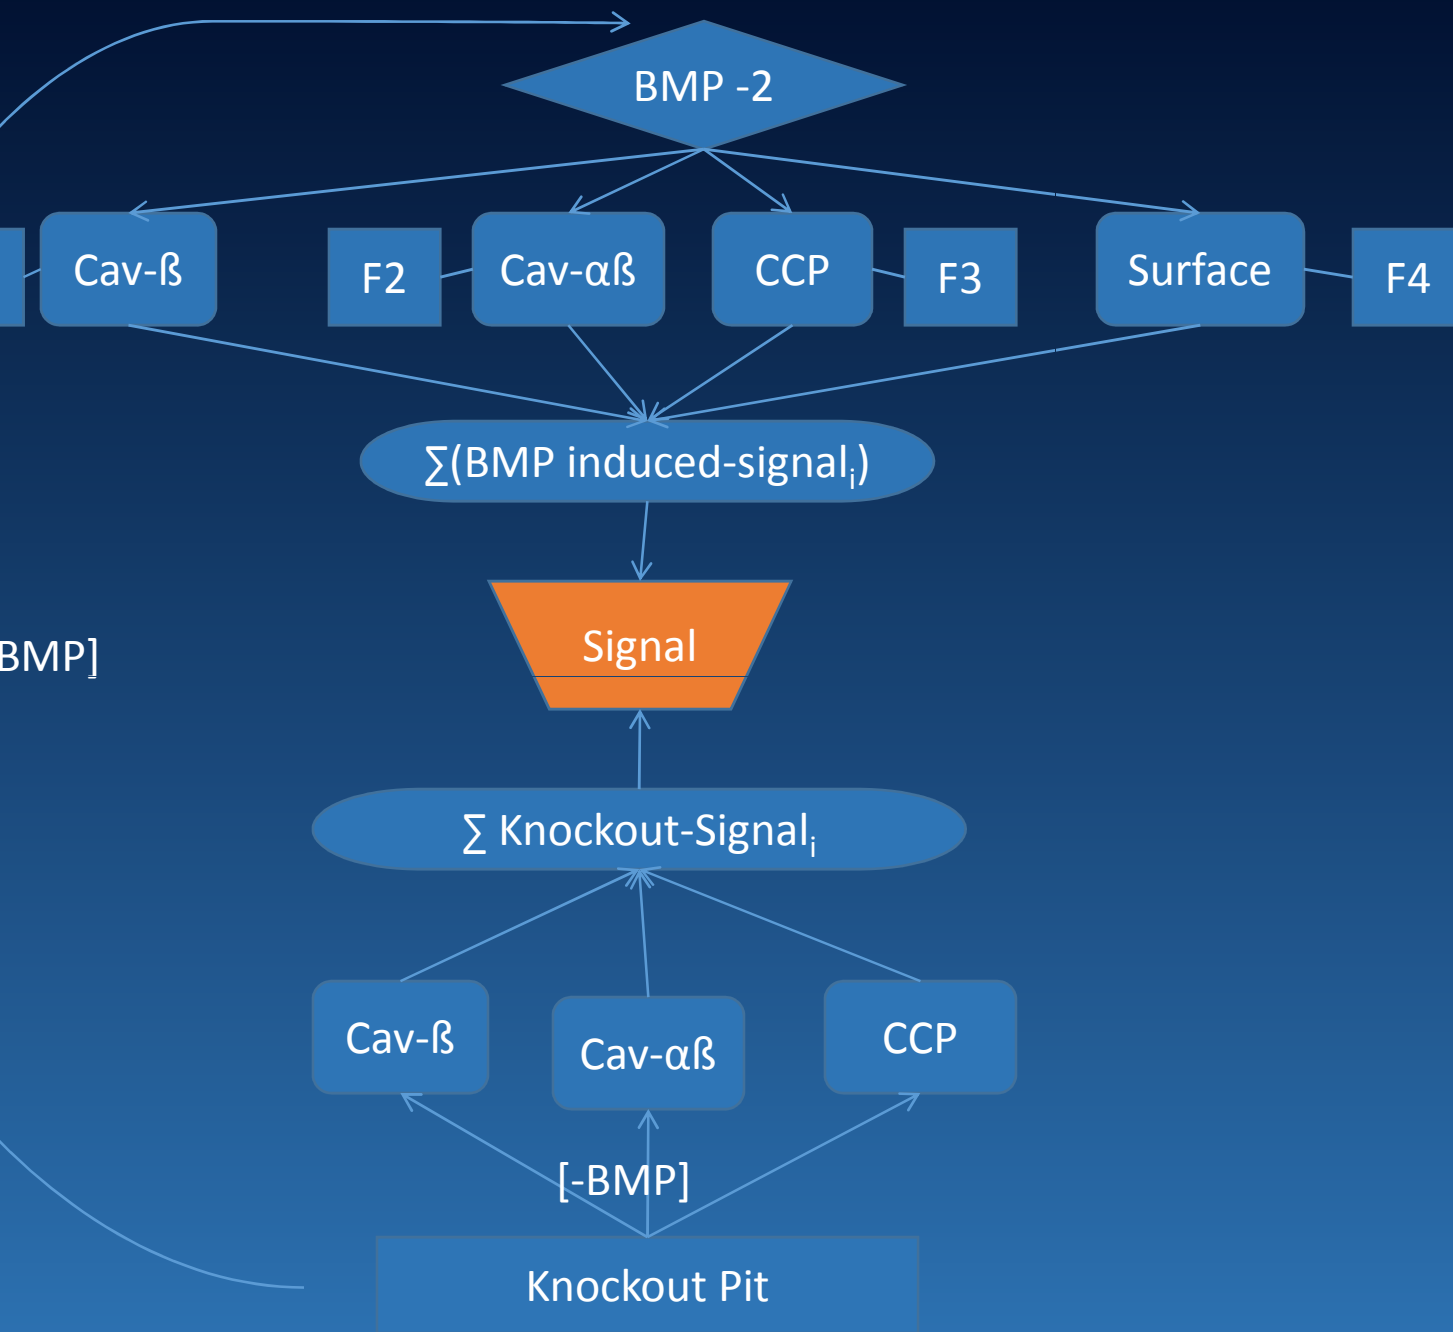 BMP -2
Cav-ß
F2
Cav-αß
CCP
F3
Surface
F4
∑(BMP induced-signalᵢ)
Signal
BMP]
∑ Knockout-Signalᵢ
Cav-ß
Cav-αß
CCP
[-BMP]
Knockout Pit